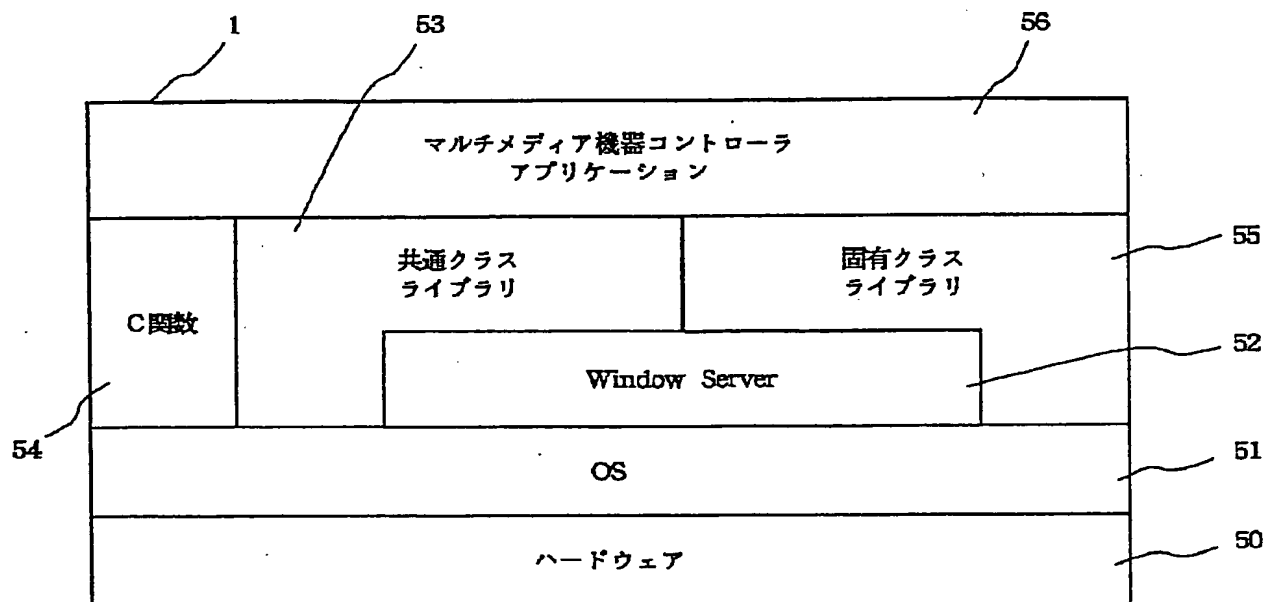 1
53
56
マルチメディア機器コントローラ
アプリケーション
共通クラス
ライブラリ
固有クラス
ライブラリ
55
C関数
Window Server
52
54
OS
51
ハードウェア
50